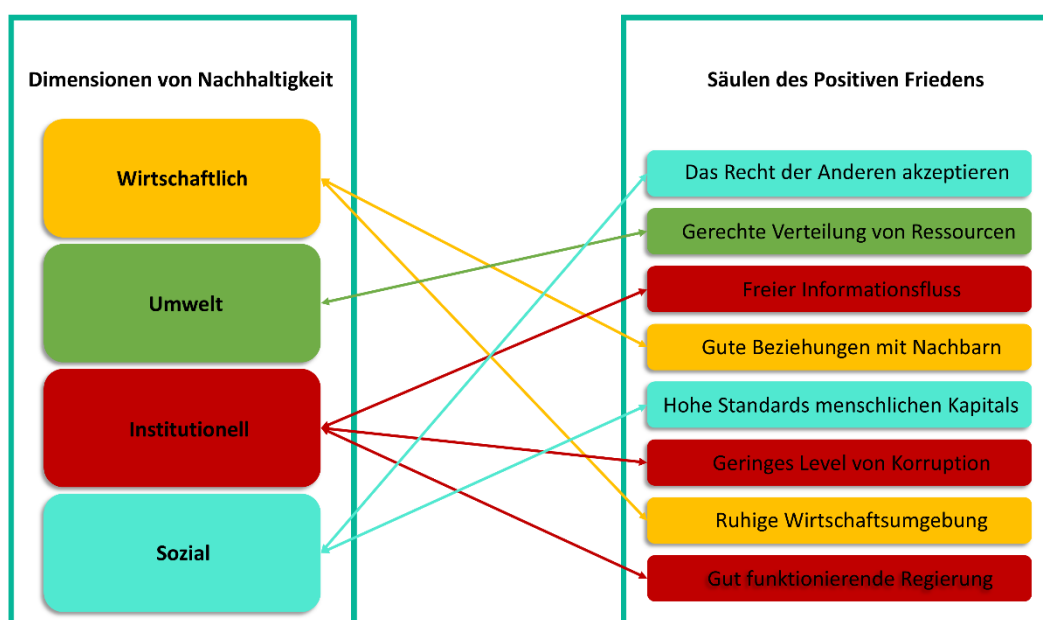 Dimensionen von Nachhaltigkeit
Wirtschaftlich
Umwelt
Institutionell
Sozial
Säulen des Positiven Friedens
Das Recht der Anderen akzeptieren
Gerechte Verteilung von Ressourcen
Freier Informationsfluss
Gute Beziehungen mit Nachbarn
Hohe Standards menschlichen Kapitals
Geringes Level von Korruption
Ruhige Wirtschaftsumgebung
Gut funktionierende Regierung